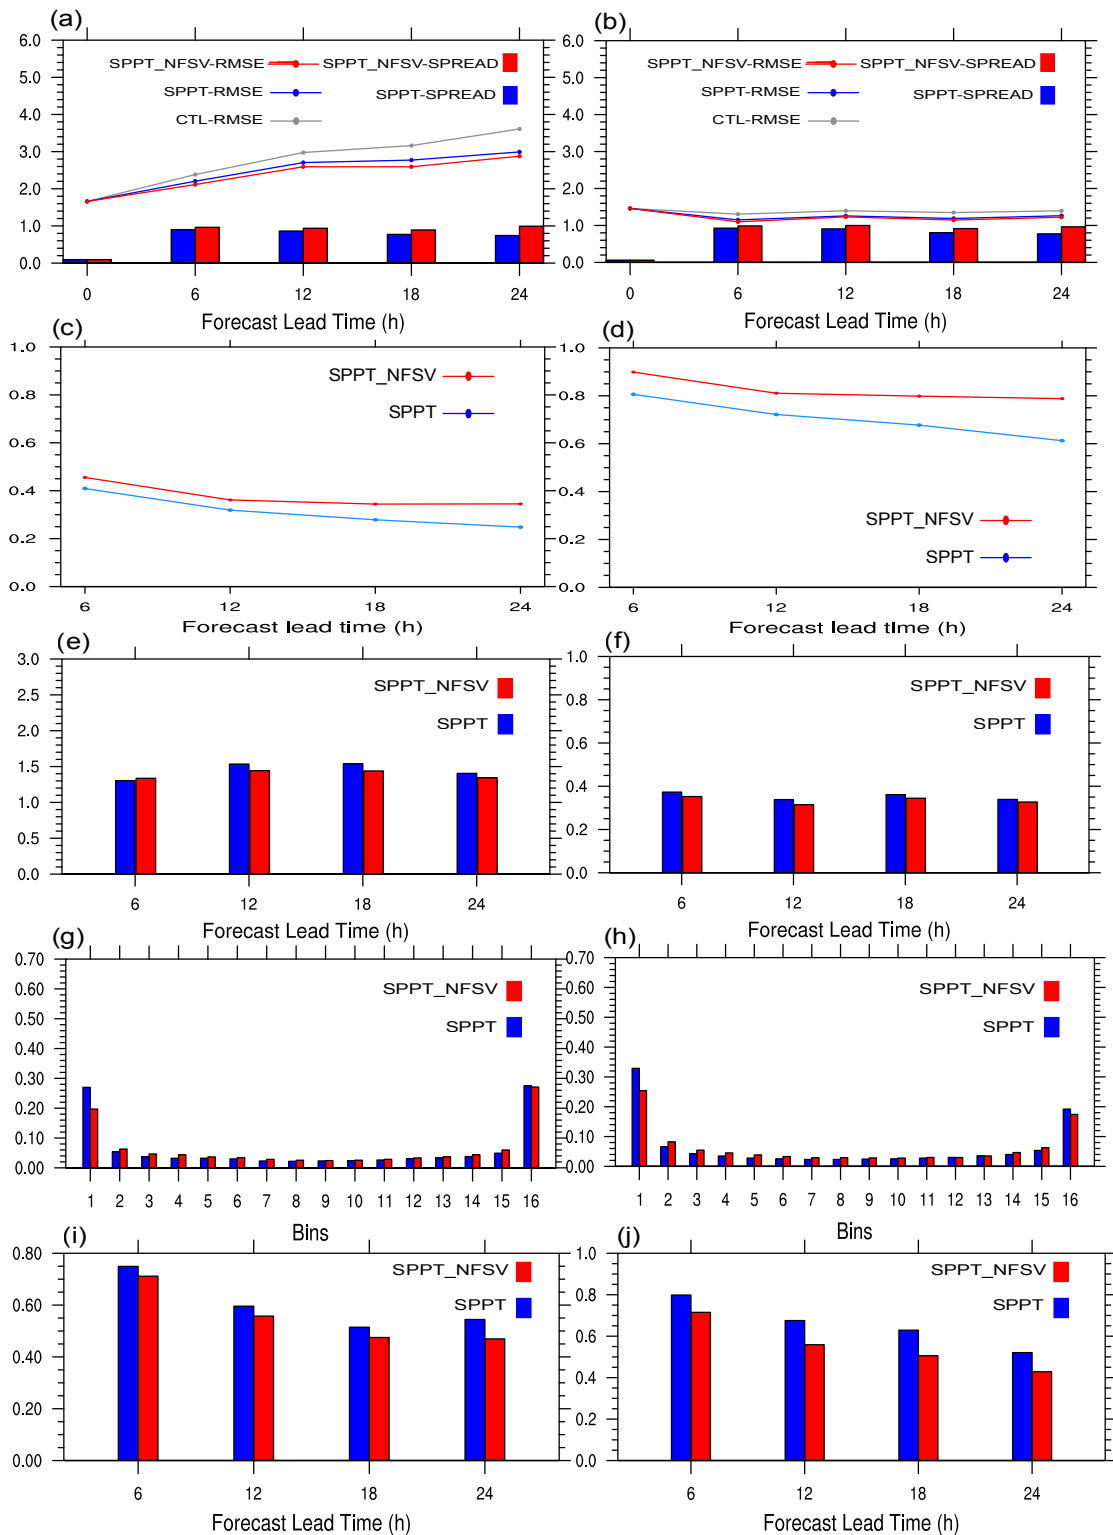 (a)
6.0
5.0
4.0
3.0
2.0
1.0
0.0
SPPT_NFSV-RMSE
SPPT_NFSV-SPREAD
SPPT-RMSE
SPPT-SPREAD
CTL-RMSE
0 6 12 18 24
Forecast Lead Time (h)
(b)
6.0
5.0
4.0
3.0
2.0
1.0
0.0
SPPT_NFSV-RMSE
SPPT_NFSV-SPREAD
SPPT-RMSE
SPPT-SPREAD
CTL-RMSE
0 6 12 18 24
Forecast Lead Time (h)
(c)
1.0
0.8
0.6
0.4
0.2
0.0
SPPT_NFSV
SPPT
6 12 18 24
Forecast lead time (h)
(d)
1.0
0.8
0.6
0.4
0.2
0.0
SPPT_NFSV
SPPT
6 12 18 24
Forecast lead time (h)
(e)
3.0
2.5
2.0
1.5
1.0
0.5
0.0
SPPT_NFSV
SPPT
6 12 18 24
Forecast Lead Time (h)
(f)
1.0
0.8
0.6
0.4
0.2
0.0
SPPT_NFSV
SPPT
6 12 18 24
Forecast Lead Time (h)
(g)
0.70
0.60
0.50
0.40
0.30
0.20
0.10
0.00
SPPT_NFSV
SPPT
1 2 3 4 5 6 7 8 9 10 11 12 13 14 15 16
Bins
(h)
0.70
0.60
0.50
0.40
0.30
0.20
0.10
0.00
SPPT_NFSV
SPPT
1 2 3 4 5 6 7 8 9 10 11 12 13 14 15 16
Bins
(i)
0.80
0.60
0.40
0.20
0.00
SPPT_NFSV
SPPT
6 12 18 24
Forecast Lead Time (h)
(j)
1.0
0.8
0.6
0.4
0.2
0.0
SPPT_NFSV
SPPT
6 12 18 24
Forecast Lead Time (h)